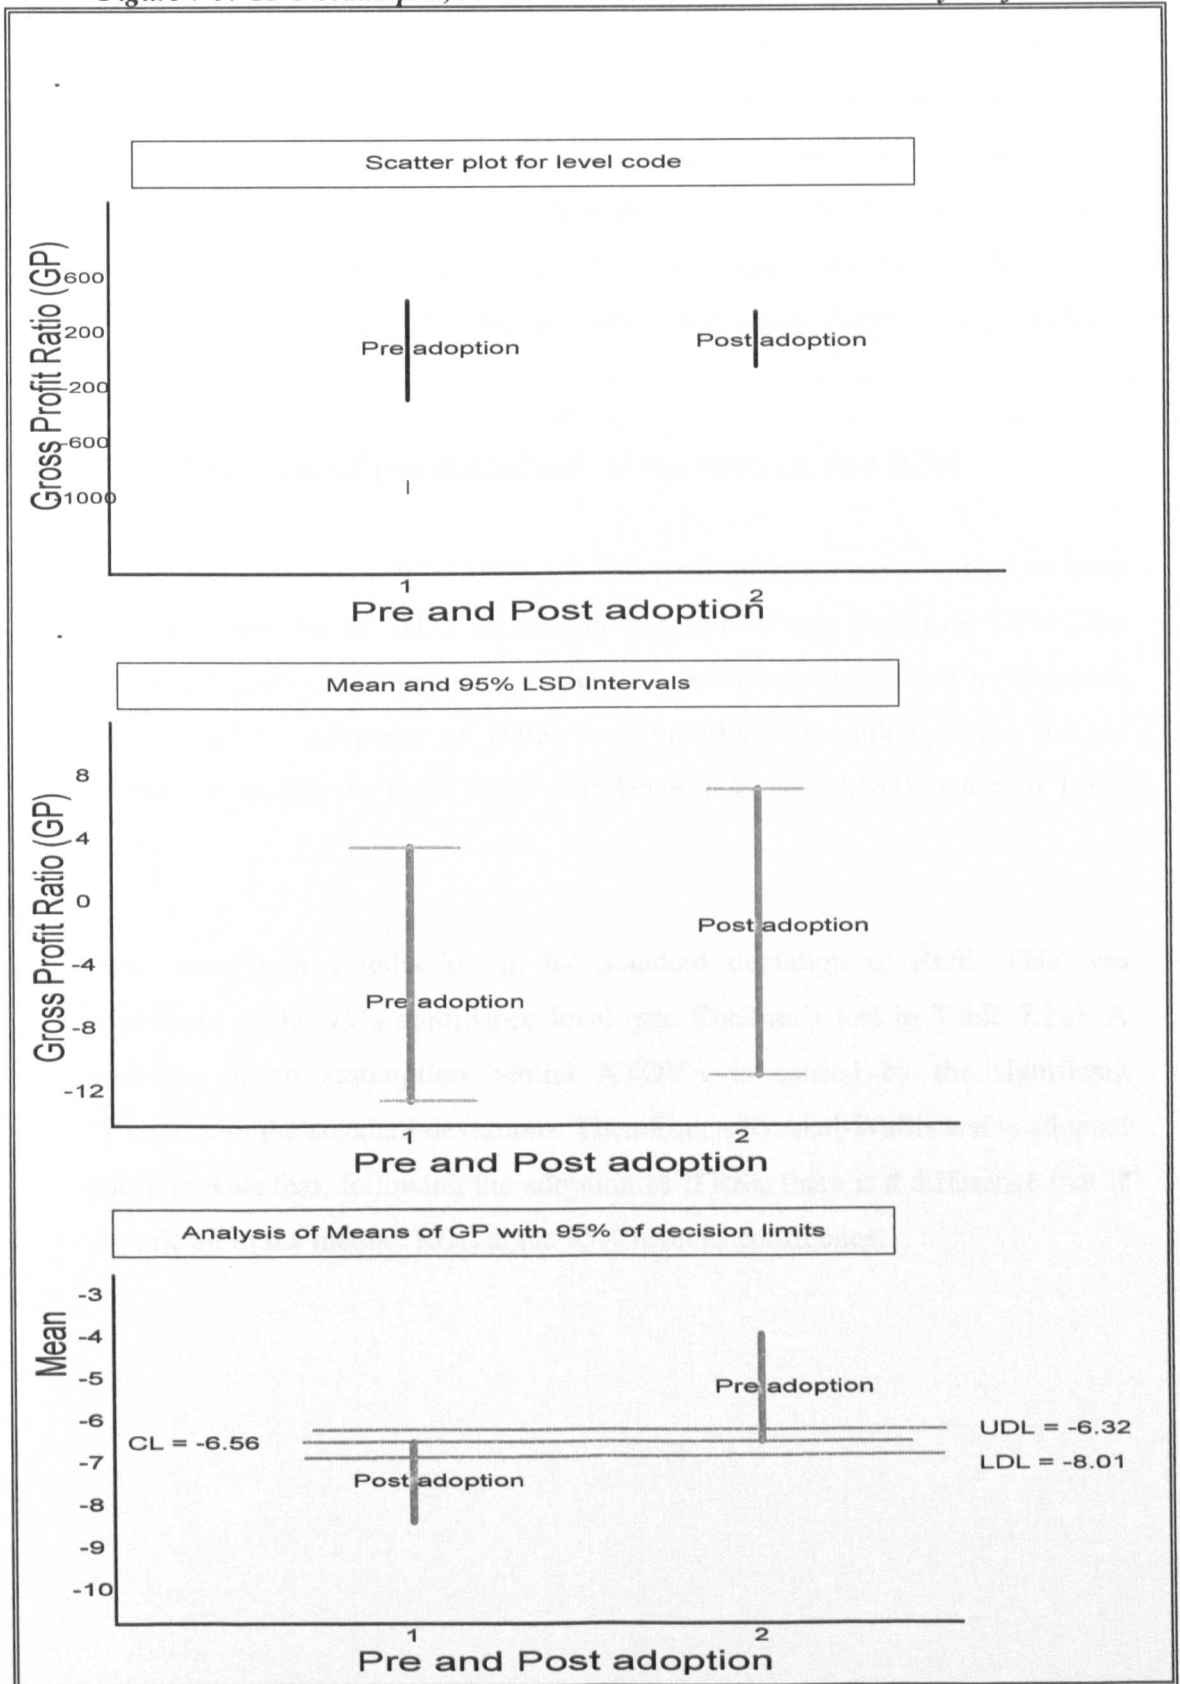 Scatter plot for level code
Gross Profit Ratio (GP)
600
200
-200
-600
1000
Pre adoption
Post adoption
1
2
Pre and Post adoption
Mean and 95% LSD Intervals
Gross Profit Ratio (GP)
8
4
0
-4
-8
-12
Post adoption
Pre adoption
1
2
Pre and Post adoption
Analysis of Means of GP with 95% of decision limits
Mean
-3
-4
-5
-6
-7
-8
-9
-10
Pre adoption
CL = -6.56
UDL = -6.32
LDL = -8.01
Post adoption
1
2
Pre and Post adoption